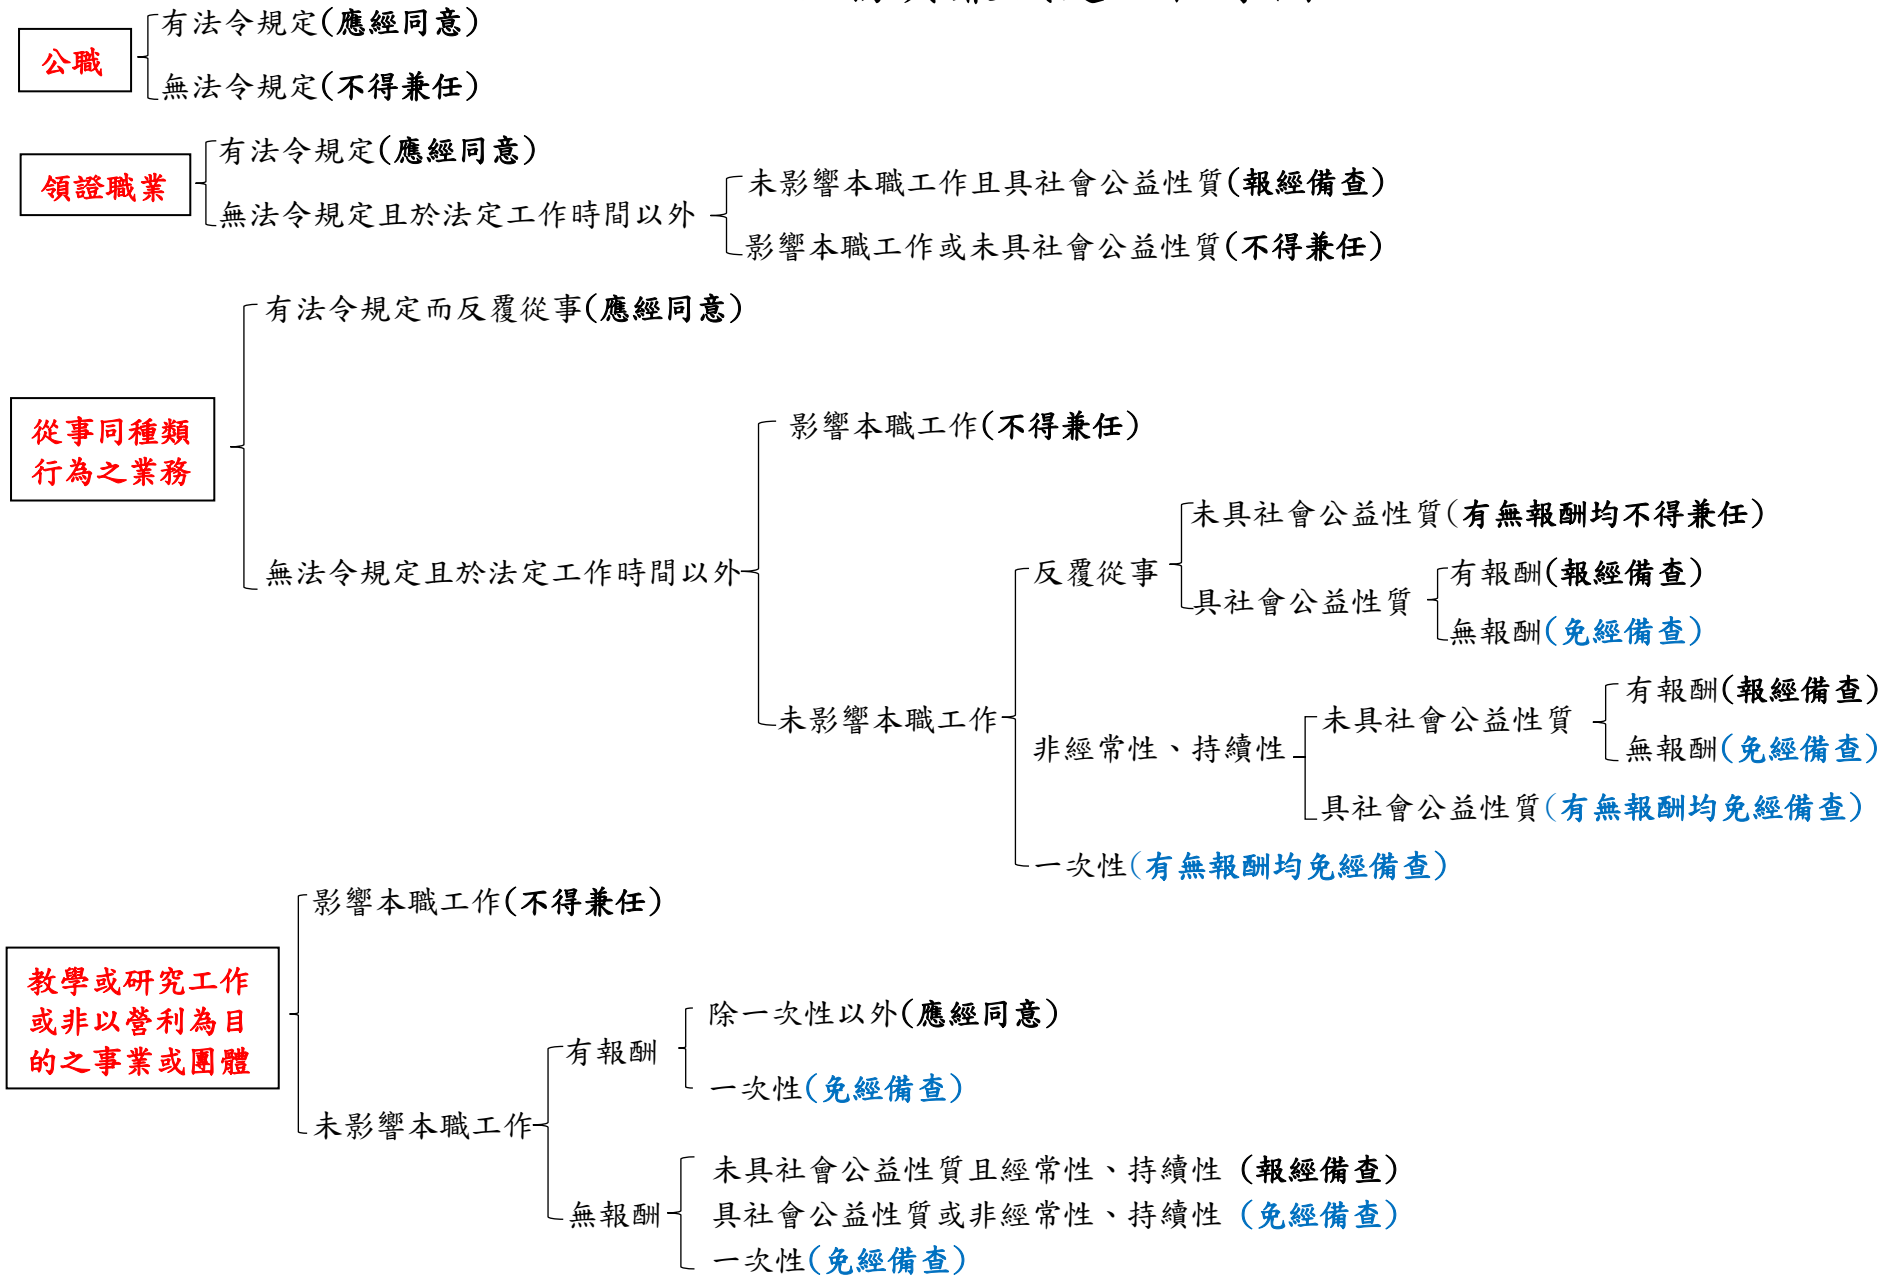 公職
有法令規定(應經同意)
無法令規定(不得兼任)
領證職業
有法令規定(應經同意)
無法令規定且於法定工作時間以外
未影響本職工作且具社會公益性質(報經備查)
影響本職工作或未具社會公益性質(不得兼任)
從事同種類
行為之業務
有法令規定而反覆從事(應經同意)
無法令規定且於法定工作時間以外
影響本職工作(不得兼任)
未影響本職工作
反覆從事
未具社會公益性質(有無報酬均不得兼任)
具社會公益性質
有報酬(報經備查)
無報酬(免經備查)
非經常性、持續性
未具社會公益性質
有報酬(報經備查)
無報酬(免經備查)
具社會公益性質(有無報酬均免經備查)
一次性(有無報酬均免經備查)
教學或研究工作
或非以營利為目
的之事業或團體
影響本職工作(不得兼任)
未影響本職工作
有報酬
除一次性以外(應經同意)
一次性(免經備查)
無報酬
未具社會公益性質且經常性、持續性 (報經備查)
具社會公益性質或非經常性、持續性 (免經備查)
一次性(免經備查)